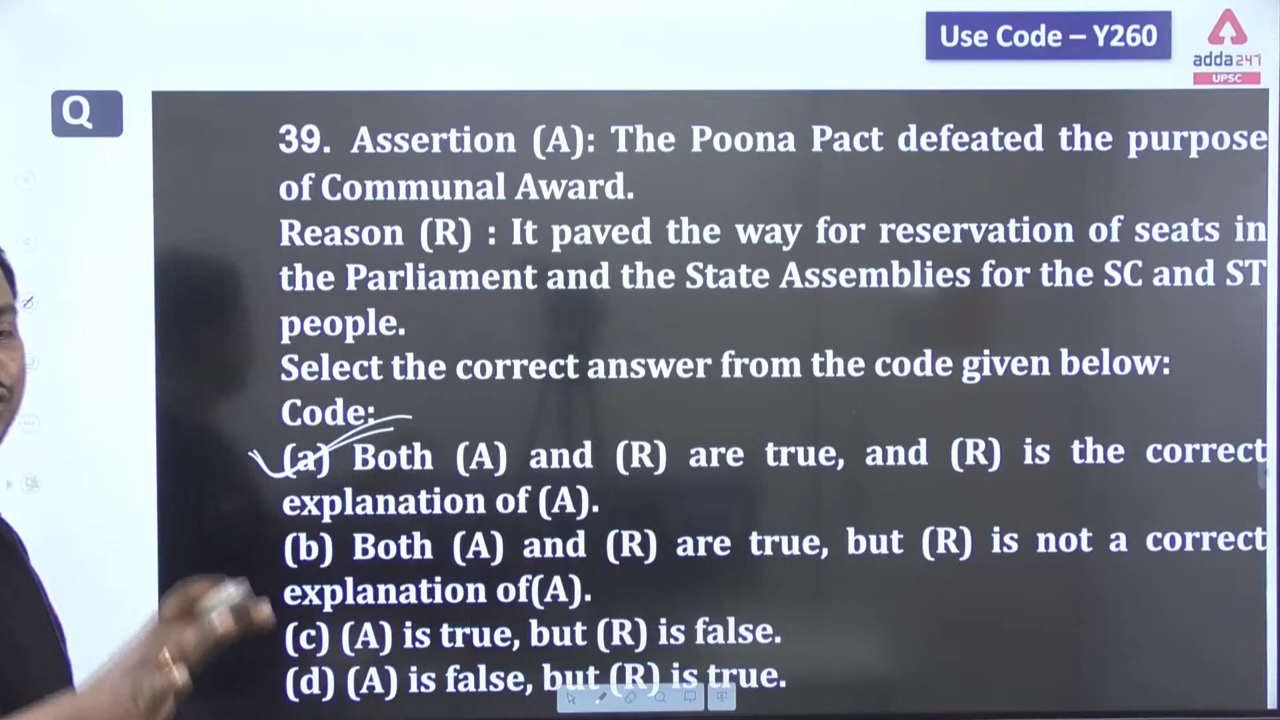 Use Code – Y260
adda247
UPSC
Q
39. Assertion (A): The Poona Pact defeated the purpose
of Communal Award.
Reason (R) : It paved the way for reservation of seats in
the Parliament and the State Assemblies for the SC and ST
people.
Select the correct answer from the code given below:
Code:
(a) Both (A) and (R) are true, and (R) is the correct
explanation of (A).
(b) Both (A) and (R) are true, but (R) is not a correct
explanation of(A).
(c) (A) is true, but (R) is false.
(d) (A) is false, but (R) is true.